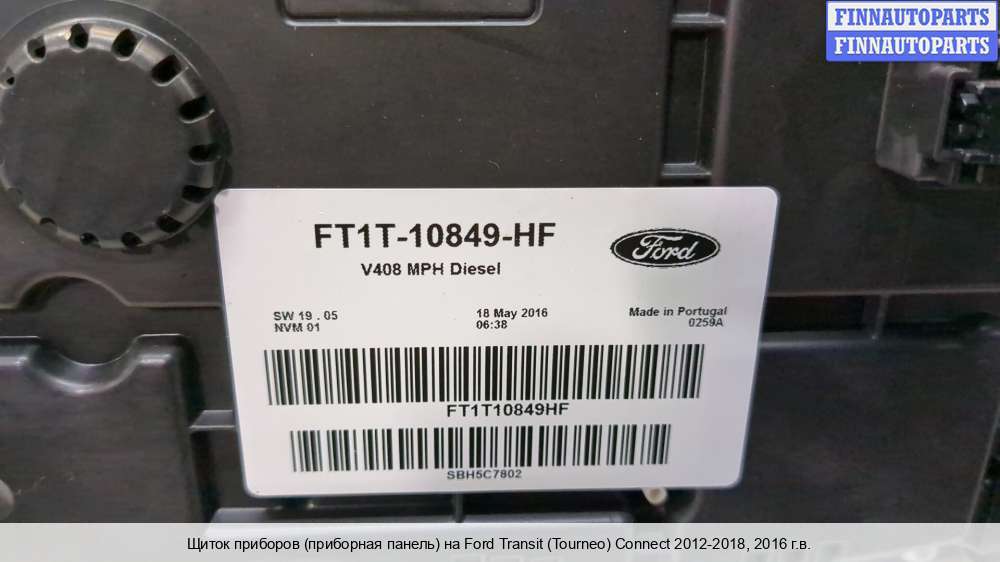 FINNAUTOPARTS
FINNAUTOPARTS
FT1T-10849-HF
Ford
V408 MPH Diesel
SW 19 . 05
NVM 01
18 May 2016
06:38
Made in Portugal
0259A
FT1T10849HF
SBH5C7802
Щиток приборов (приборная панель) на Ford Transit (Tourneo) Connect 2012-2018, 2016 г.в.